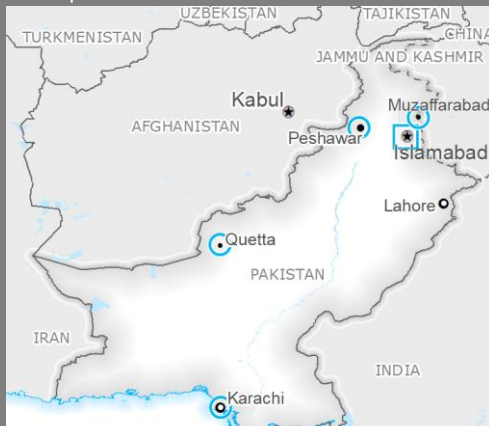 UZBEKISTAN
TAJIKISTAN
TURKMENISTAN
CHINA
JAMMU AND KASHMIR
Kabul
Muzaffarabad
AFGHANISTAN
Peshawar
Islamabad
Lahore
Quetta
PAKISTAN
IRAN
INDIA
Karachi